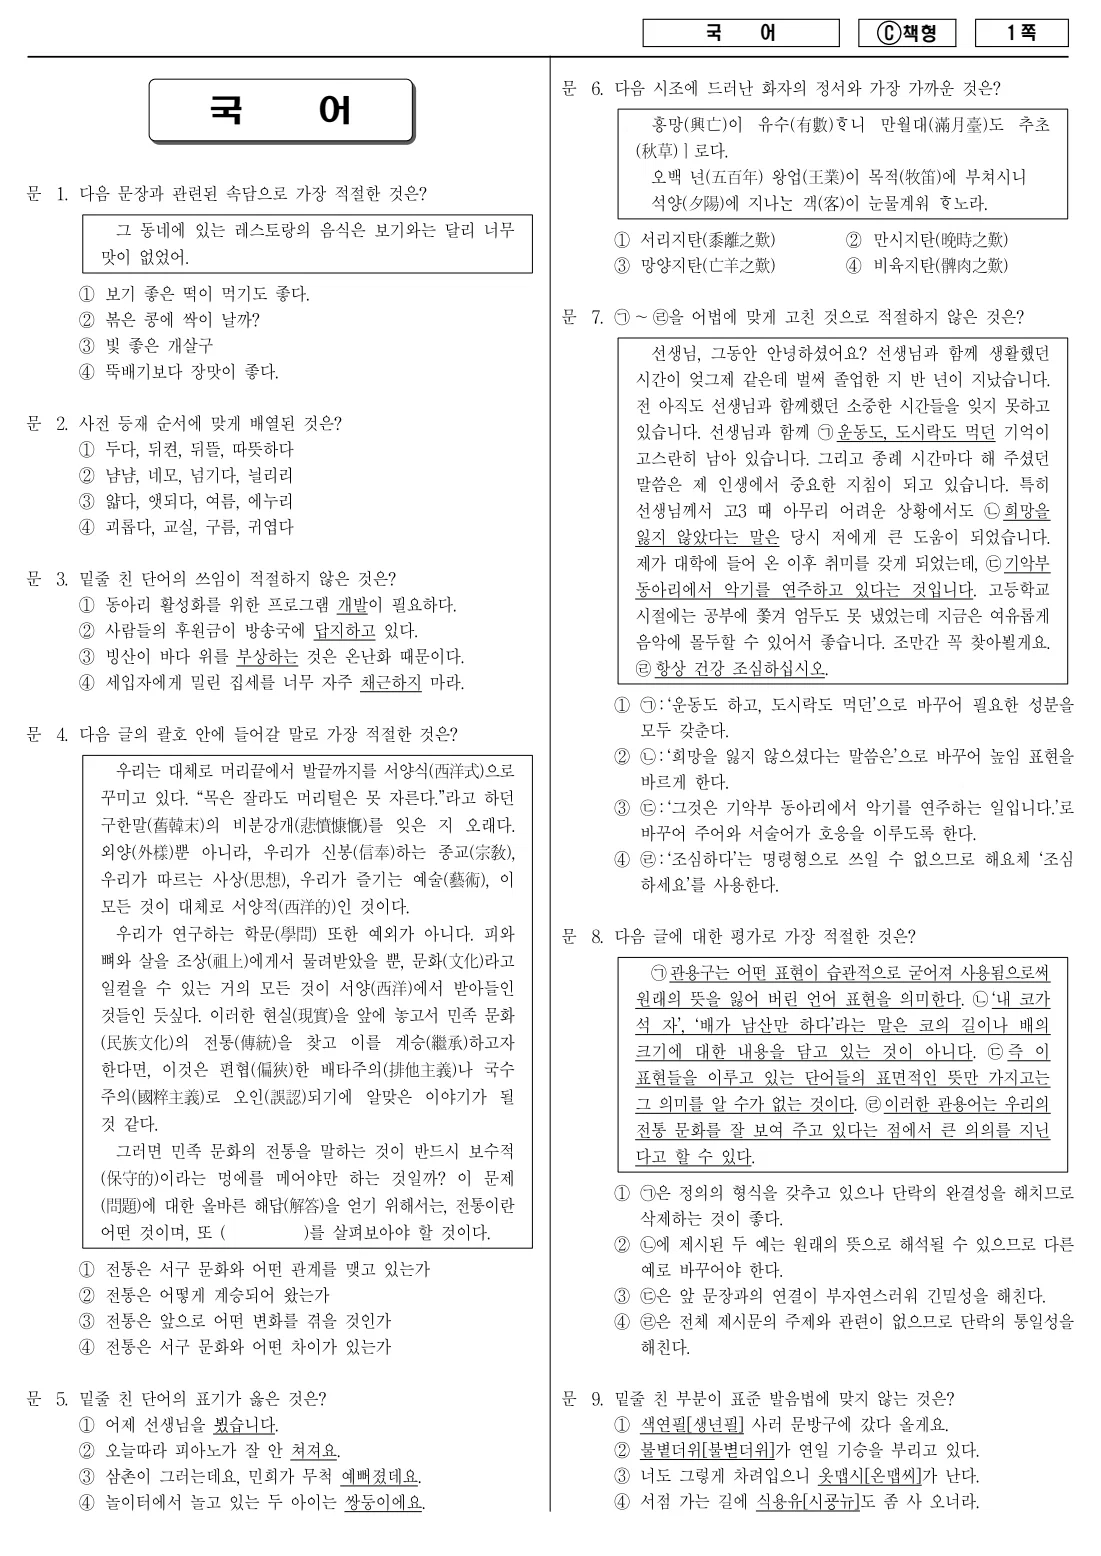 국 어
Ⓒ책형
1 쪽
국 어
문 1. 다음 문장과 관련된 속담으로 가장 적절한 것은?
그 동네에 있는 레스토랑의 음식은 보기와는 달리 너무
맛이 없었어.
① 보기 좋은 떡이 먹기도 좋다.
② 볶은 콩에 싹이 날까?
③ 빛 좋은 개살구
④ 뚝배기보다 장맛이 좋다.
문 2. 사전 등재 순서에 맞게 배열된 것은?
① 두다, 뒤켠, 뒤뜰, 따뜻하다
② 냠냠, 네모, 넘기다, 늴리리
③ 얇다, 앳되다, 여름, 에누리
④ 괴롭다, 교실, 구름, 귀엽다
문 3. 밑줄 친 단어의 쓰임이 적절하지 않은 것은?
① 동아리 활성화를 위한 프로그램 개발이 필요하다.
② 사람들의 후원금이 방송국에 답지하고 있다.
③ 빙산이 바다 위를 부상하는 것은 온난화 때문이다.
④ 세입자에게 밀린 집세를 너무 자주 채근하지 마라.
문 4. 다음 글의 괄호 안에 들어갈 말로 가장 적절한 것은?
우리는 대체로 머리끝에서 발끝까지를 서양식(西洋式)으로
꾸미고 있다. “목은 잘라도 머리털은 못 자른다.”라고 하던
구한말(舊韓末)의 비분강개(悲憤慷慨)를 잊은 지 오래다.
외양(外樣)뿐 아니라, 우리가 신봉(信奉)하는 종교(宗敎),
우리가 따르는 사상(思想), 우리가 즐기는 예술(藝術), 이
모든 것이 대체로 서양적(西洋的)인 것이다.
우리가 연구하는 학문(學問) 또한 예외가 아니다. 피와
뼈와 살을 조상(祖上)에게서 물려받았을 뿐, 문화(文化)라고
일컬을 수 있는 거의 모든 것이 서양(西洋)에서 받아들인
것들인 듯싶다. 이러한 현실(現實)을 앞에 놓고서 민족 문화
(民族文化)의 전통(傳統)을 찾고 이를 계승(繼承)하고자
한다면, 이것은 편협(偏狹)한 배타주의(排他主義)나 국수
주의(國粹主義)로 오인(誤認)되기에 알맞은 이야기가 될
것 같다.
그러면 민족 문화의 전통을 말하는 것이 반드시 보수적
(保守的)이라는 멍에를 메어야만 하는 것일까? 이 문제
(問題)에 대한 올바른 해답(解答)을 얻기 위해서는, 전통이란
어떤 것이며, 또 ( )를 살펴보아야 할 것이다.
① 전통은 서구 문화와 어떤 관계를 맺고 있는가
② 전통은 어떻게 계승되어 왔는가
③ 전통은 앞으로 어떤 변화를 겪을 것인가
④ 전통은 서구 문화와 어떤 차이가 있는가
문 5. 밑줄 친 단어의 표기가 옳은 것은?
① 어제 선생님을 뵜습니다.
② 오늘따라 피아노가 잘 안 쳐져요.
③ 삼촌이 그러는데요, 민희가 무척 예뻐졌데요.
④ 놀이터에서 놀고 있는 두 아이는 쌍둥이에요.
문 6. 다음 시조에 드러난 화자의 정서와 가장 가까운 것은?
흥망(興亡)이 유수(有數)ᄒᆞ니 만월대(滿月臺)도 추초
(秋草)ㅣ로다.
오백 년(五百年) 왕업(王業)이 목적(牧笛)에 부쳐시니
석양(夕陽)에 지나ᄂᆞᆫ 객(客)이 눈물계워 ᄒᆞ노라.
① 서리지탄(黍離之歎)
② 만시지탄(晩時之歎)
③ 망양지탄(亡羊之歎)
④ 비육지탄(髀肉之歎)
문 7. ㉠ ~ ㉣을 어법에 맞게 고친 것으로 적절하지 않은 것은?
선생님, 그동안 안녕하셨어요? 선생님과 함께 생활했던
시간이 엊그제 같은데 벌써 졸업한 지 반 년이 지났습니다.
전 아직도 선생님과 함께했던 소중한 시간들을 잊지 못하고
있습니다. 선생님과 함께 ㉠운동도, 도시락도 먹던 기억이
고스란히 남아 있습니다. 그리고 종례 시간마다 해 주셨던
말씀은 제 인생에서 중요한 지침이 되고 있습니다. 특히
선생님께서 고3 때 아무리 어려운 상황에서도 ㉡희망을
잃지 않았다는 말은 당시 저에게 큰 도움이 되었습니다.
제가 대학에 들어 온 이후 취미를 갖게 되었는데, ㉢기악부
동아리에서 악기를 연주하고 있다는 것입니다. 고등학교
시절에는 공부에 쫓겨 엄두도 못 냈었는데 지금은 여유롭게
음악에 몰두할 수 있어서 좋습니다. 조만간 꼭 찾아뵐게요.
㉣항상 건강 조심하십시오.
① ㉠:‘운동도 하고, 도시락도 먹던’으로 바꾸어 필요한 성분을
모두 갖춘다.
② ㉡:‘희망을 잃지 않으셨다는 말씀은’으로 바꾸어 높임 표현을
바르게 한다.
③ ㉢:‘그것은 기악부 동아리에서 악기를 연주하는 일입니다.’로
바꾸어 주어와 서술어가 호응을 이루도록 한다.
④ ㉣:‘조심하다’는 명령형으로 쓰일 수 없으므로 해요체 ‘조심
하세요’를 사용한다.
문 8. 다음 글에 대한 평가로 가장 적절한 것은?
㉠관용구는 어떤 표현이 습관적으로 굳어져 사용됨으로써
원래의 뜻을 잃어 버린 언어 표현을 의미한다. ㉡‘내 코가
석 자’, ‘배가 남산만 하다’라는 말은 코의 길이나 배의
크기에 대한 내용을 담고 있는 것이 아니다. ㉢즉 이
표현들을 이루고 있는 단어들의 표면적인 뜻만 가지고는
그 의미를 알 수가 없는 것이다. ㉣이러한 관용어는 우리의
전통 문화를 잘 보여 주고 있다는 점에서 큰 의의를 지닌
다고 할 수 있다.
① ㉠은 정의의 형식을 갖추고 있으나 단락의 완결성을 해치므로
삭제하는 것이 좋다.
② ㉡에 제시된 두 예는 원래의 뜻으로 해석될 수 있으므로 다른
예로 바꾸어야 한다.
③ ㉢은 앞 문장과의 연결이 부자연스러워 긴밀성을 해친다.
④ ㉣은 전체 제시문의 주제와 관련이 없으므로 단락의 통일성을
해친다.
문 9. 밑줄 친 부분이 표준 발음법에 맞지 않는 것은?
① 색연필[생년필] 사러 문방구에 갔다 올게요.
② 불볕더위[불볃더위]가 연일 기승을 부리고 있다.
③ 너도 그렇게 차려입으니 옷맵시[온맵씨]가 난다.
④ 서점 가는 길에 식용유[시굥뉴]도 좀 사 오너라.